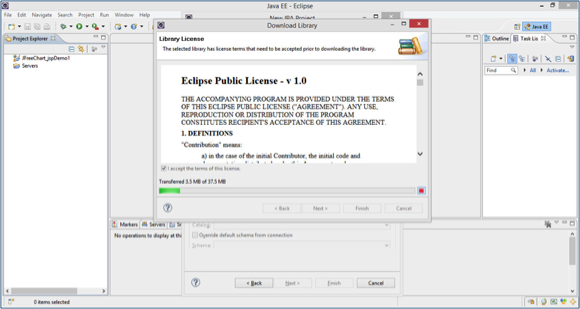 Java EE - Eclipse
File Edit Navigate Search Project Run Window Help
Java EE
New JPA Project
Download Library
Library License
The selected library has license terms that need to be accepted prior to downloading the library.
Eclipse Public License - v 1.0
THE ACCOMPANYING PROGRAM IS PROVIDED UNDER THE TERMS
OF THIS ECLIPSE PUBLIC LICENSE ("AGREEMENT"). ANY USE,
REPRODUCTION OR DISTRIBUTION OF THE PROGRAM
CONSTITUTES RECIPIENT'S ACCEPTANCE OF THIS AGREEMENT.
1. DEFINITIONS
"Contribution" means:
a) in the case of the initial Contributor, the initial code and
I accept the terms of this license.
Transferred 3.5 MB of 37.5 MB
< Back Next > Finish Cancel
Project Explorer
JFreeChart_jspDemo1
Servers
Outline Task Lis
Find All Activate...
Markers Servers
No operations to display at this
Catalog:
Override default schema from connection
Schema:
< Back Next > Finish Cancel
0 items selected